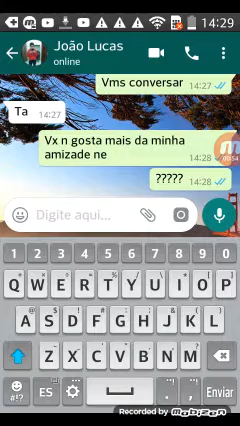 14:29
João Lucas
online
Vms conversar 14:27
Ta 14:27
Vx n gosta mais da minha
amizade ne
14:28
????? 14:28
Digite aqui...
1 2 3 4 5 6 7 8 9 0
Q W E R T Y U I O P
A S D F G H J K L
Z X C V B N M
#!? ES , . Enviar
Recorded by mobizen